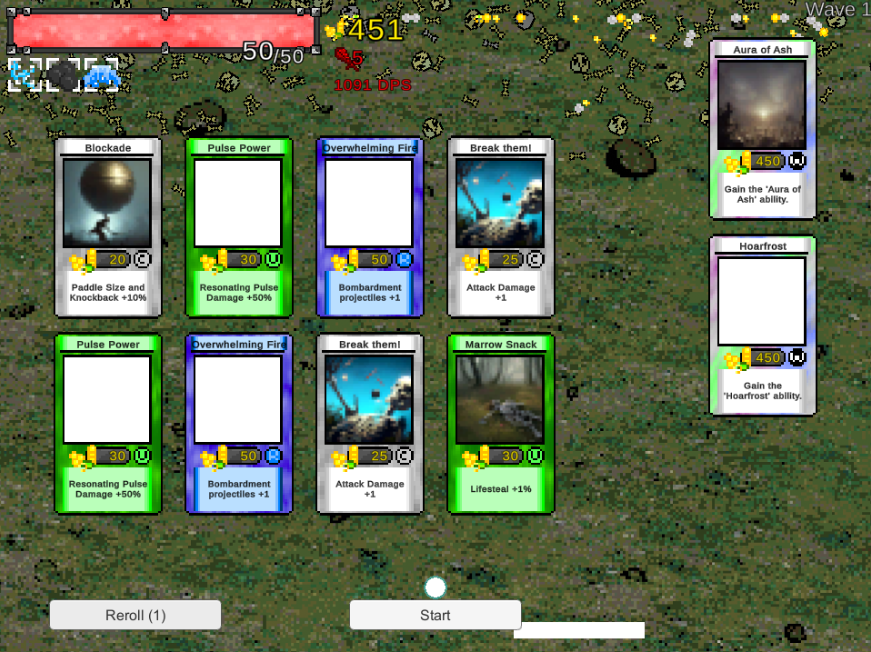 Wave 1
451
50/50
5
1091 DPS
Aura of Ash
450
Gain the 'Aura of
Ash' ability.
Blockade
20 C
Paddle Size and
Knockback +10%
Pulse Power
30 U
Resonating Pulse
Damage +50%
Overwhelming Fire
50 R
Bombardment
projectiles +1
Break them!
25 C
Attack Damage
+1
Hoarfrost
450
Gain the
'Hoarfrost' ability.
Pulse Power
30 U
Resonating Pulse
Damage +50%
Overwhelming Fire
50 R
Bombardment
projectiles +1
Break them!
25 C
Attack Damage
+1
Marrow Snack
30 U
Lifesteal +1%
Reroll (1)
Start